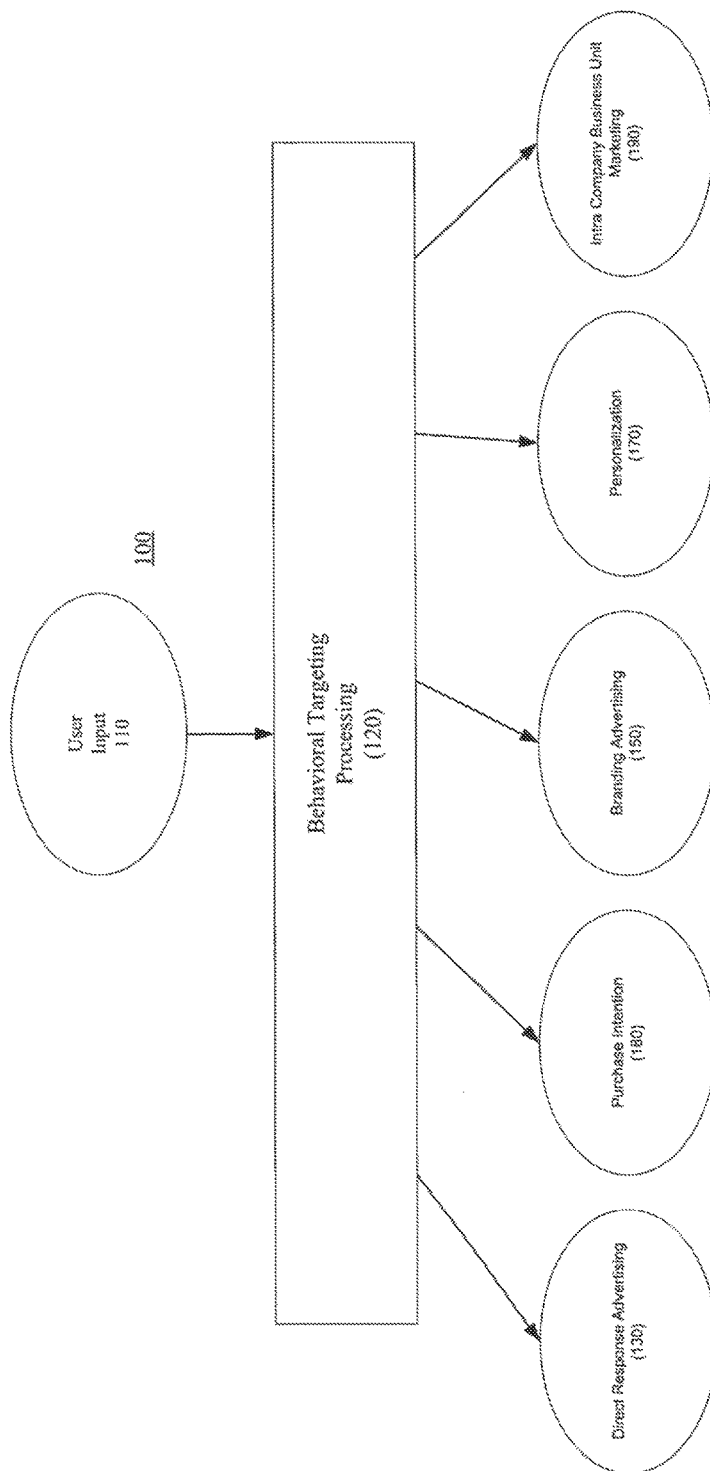 100
User
Input
110
Behavioral Targeting
Processing
(120)
Direct Response Advertising
(130)
Purchase Intention
(180)
Branding Advertising
(150)
Personalization
(170)
Intra Company Business Unit
Marketing
(190)